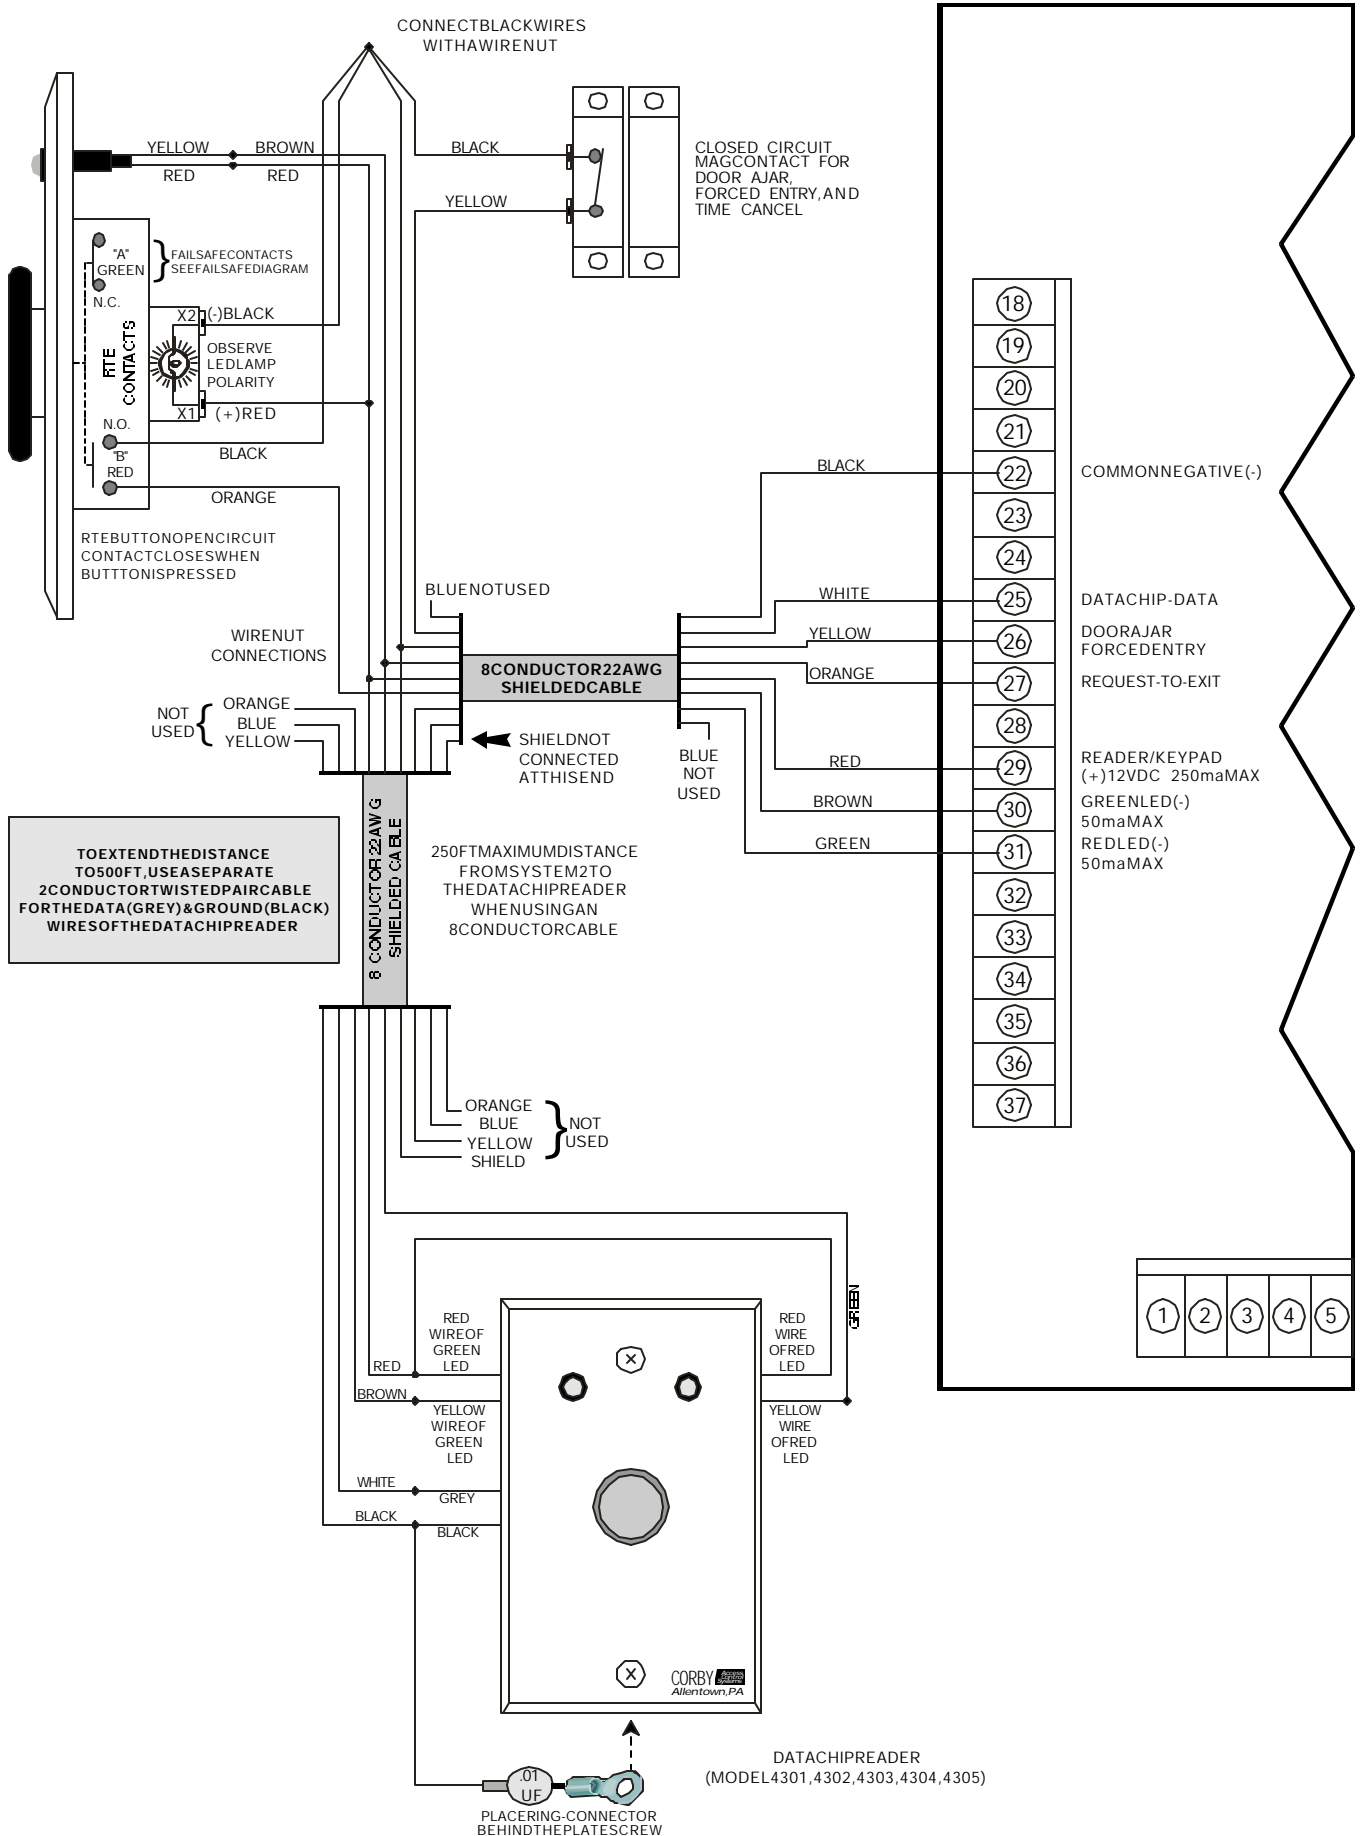 CONNECTBLACKWIRES
WITHAWIRENUT
YELLOW
BROWN
RED
RED
BLACK
YELLOW
CLOSED CIRCUIT
MAGCONTACT FOR
DOOR AJAR,
FORCED ENTRY,AND
TIME CANCEL
"A"
GREEN
N.C.
FAILSAFECONTACTS
SEEFAILSAFEDIAGRAM
X2
(-)BLACK
RTE
CONTACTS
OBSERVE
LEDLAMP
POLARITY
X1
(+)RED
N.O.
"B"
RED
BLACK
ORANGE
RTEBUTTONOPENCIRCUIT
CONTACTCLOSESWHEN
BUTTTONISPRESSED
18
19
20
21
22
23
24
25
26
27
28
29
30
31
32
33
34
35
36
37
BLACK
COMMONNEGATIVE(-)
WHITE
DATACHIP-DATA
YELLOW
DOORAJAR
FORCEDENTRY
ORANGE
REQUEST-TO-EXIT
RED
READER/KEYPAD
(+)12VDC 250maMAX
BROWN
GREENLED(-)
50maMAX
GREEN
REDLED(-)
50maMAX
BLUENOTUSED
WIRENUT
CONNECTIONS
8CONDUCTOR22AWG
SHIELDEDCABLE
NOT
USED
ORANGE
BLUE
YELLOW
SHIELDNOT
CONNECTED
ATTHISEND
BLUE
NOT
USED
8 CONDUCTOR22AWG
SHIELDED CABLE
TOEXTENDTHEDISTANCE
TO500FT,USEASEPARATE
2CONDUCTORTWISTEDPAIRCABLE
FORTHEDATA(GREY)&GROUND(BLACK)
WIRESOFTHEDATACHIPREADER
250FTMAXIMUMDISTANCE
FROMSYSTEM2TO
THEDATACHIPREADER
WHENUSINGAN
8CONDUCTORCABLE
ORANGE
BLUE
YELLOW
SHIELD
NOT
USED
GREEN
1
2
3
4
5
RED
RED
WIREOF
GREEN
LED
RED
WIRE
OFRED
LED
BROWN
YELLOW
WIREOF
GREEN
LED
YELLOW
WIRE
OFRED
LED
WHITE
GREY
BLACK
BLACK
CORBY
Access
Control
Systems
Allentown,PA
.01
UF
PLACERING-CONNECTOR
BEHINDTHEPLATESCREW
DATACHIPREADER
(MODEL4301,4302,4303,4304,4305)